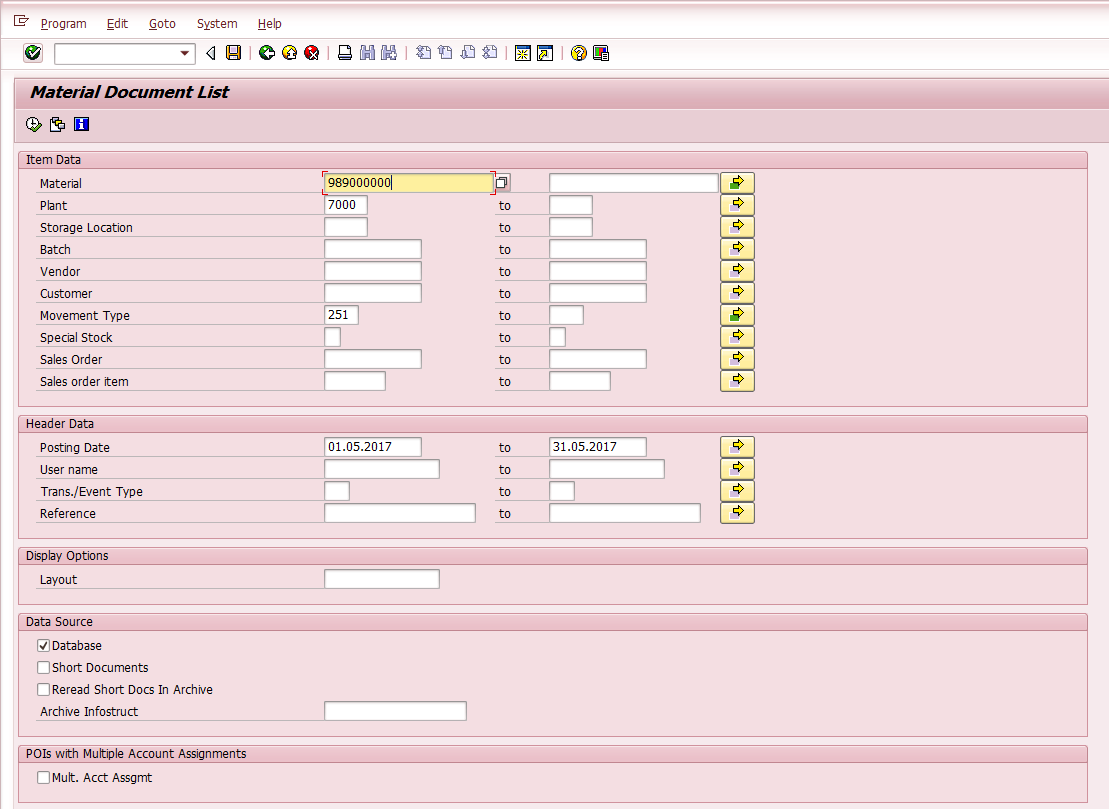 Program Edit Goto System Help
Material Document List
Item Data
Material 989000000
Plant 7000 to
Storage Location to
Batch to
Vendor to
Customer to
Movement Type 251 to
Special Stock to
Sales Order to
Sales order item to
Header Data
Posting Date 01.05.2017 to 31.05.2017
User name to
Trans./Event Type to
Reference to
Display Options
Layout
Data Source
Database
Short Documents
Reread Short Docs In Archive
Archive Infostruct
POIs with Multiple Account Assignments
Mult. Acct Assgmt